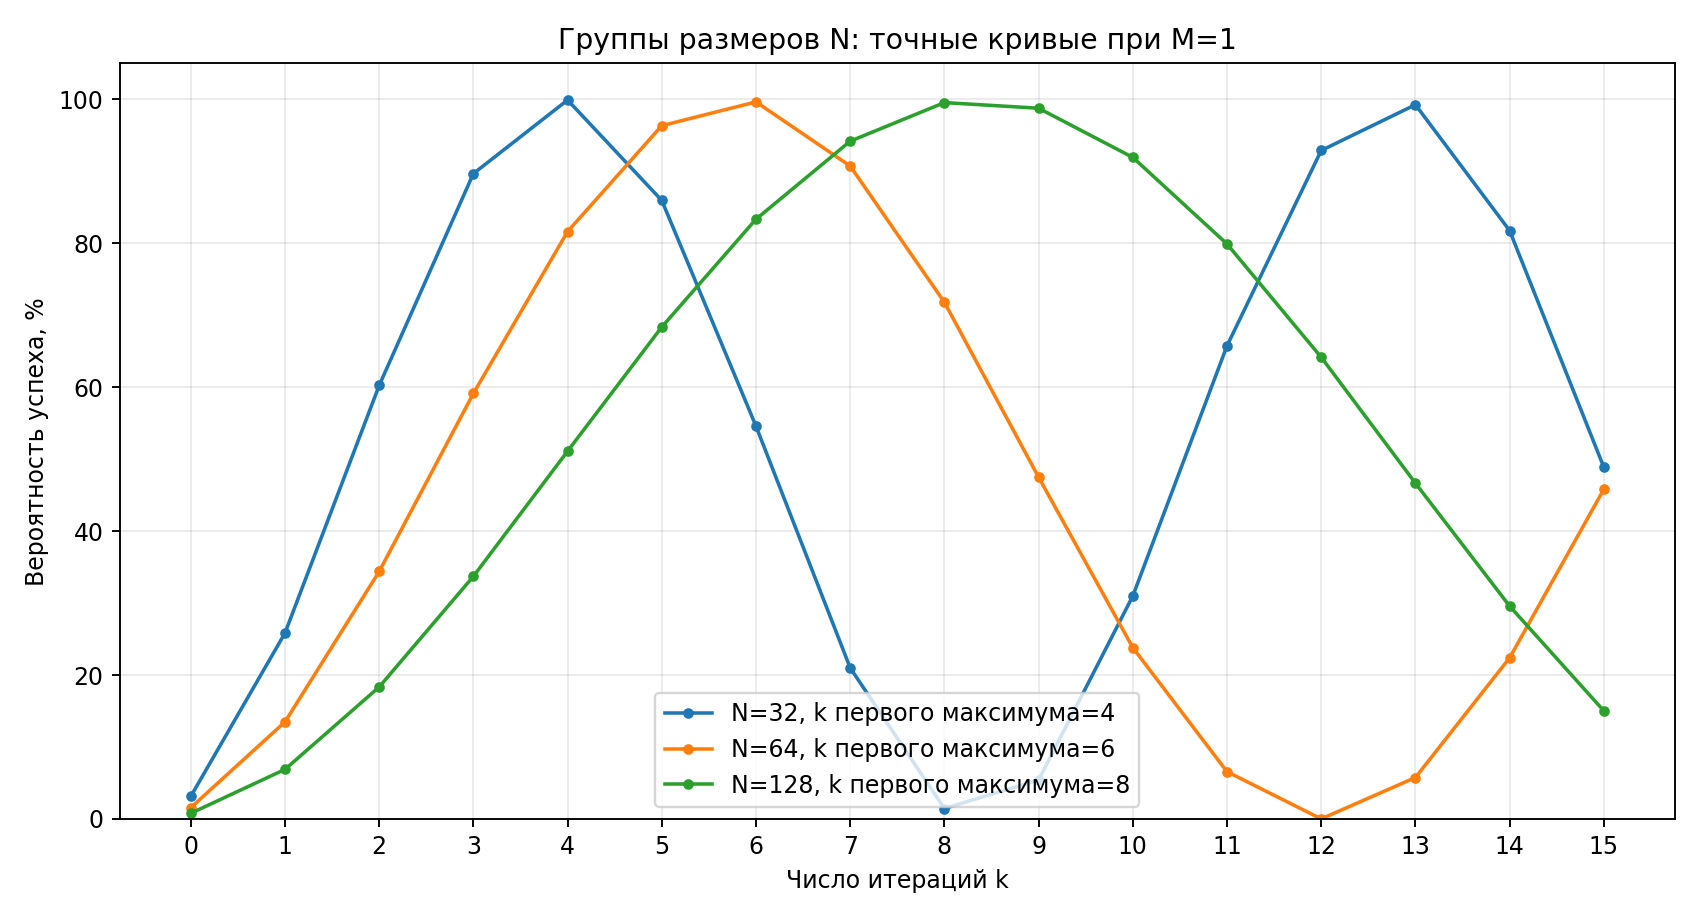 Группы размеров N: точные кривые при M=1
Вероятность успеха, %
100
80
60
40
20
0
N=32, k первого максимума=4
N=64, k первого максимума=6
N=128, k первого максимума=8
0 1 2 3 4 5 6 7 8 9 10 11 12 13 14 15
Число итераций k